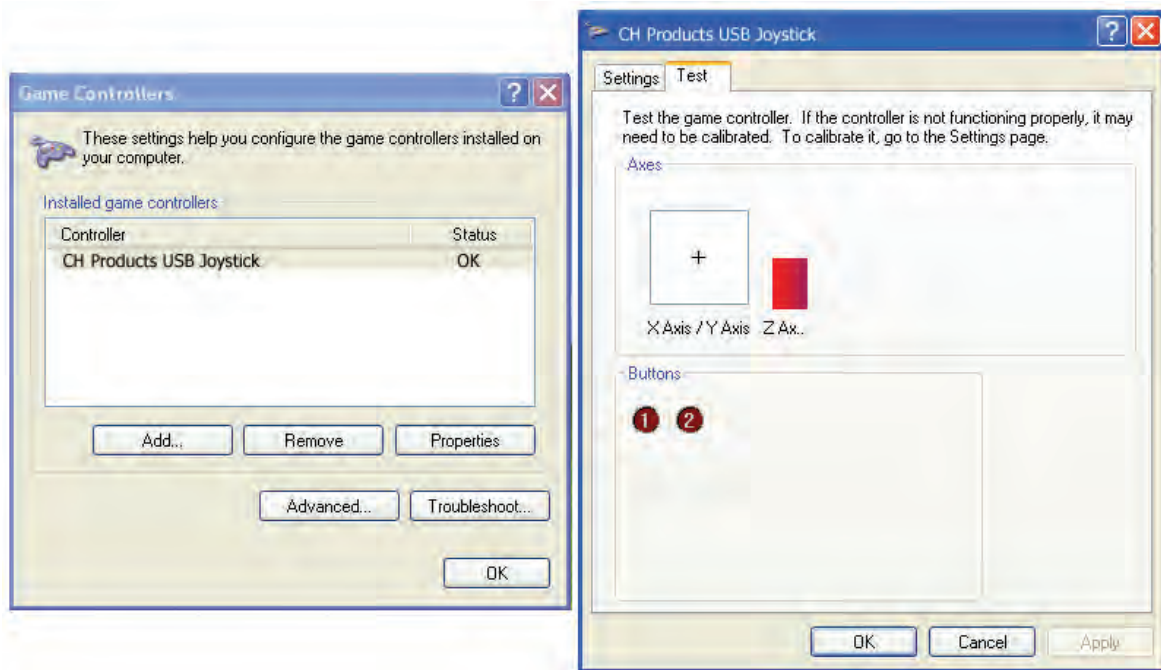 Game Controllers
These settings help you configure the game controllers installed on
your computer.
Installed game controllers
Controller Status
CH Products USB Joystick OK
Add... Remove Properties
Advanced... Troubleshoot...
OK
CH Products USB Joystick
Settings Test
Test the game controller. If the controller is not functioning properly, it may
need to be calibrated. To calibrate it, go to the Settings page.
Axes
X Axis / Y Axis Z Ax..
Buttons
1 2
OK Cancel Apply